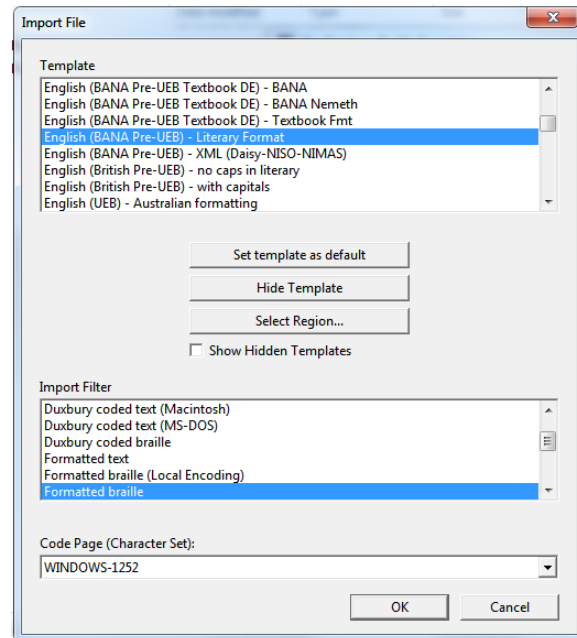 Import File
Template
English (BANA Pre-UEB Textbook DE) - BANA
English (BANA Pre-UEB Textbook DE) - BANA Nemeth
English (BANA Pre-UEB Textbook DE) - Textbook Fmt
English (BANA Pre-UEB) - Literary Format
English (BANA Pre-UEB) - XML (Daisy-NISO-NIMAS)
English (British Pre-UEB) - no caps in literary
English (British Pre-UEB) - with capitals
English (UEB) - Australian formatting
Set template as default
Hide Template
Select Region...
Show Hidden Templates
Import Filter
Duxbury coded text (Macintosh)
Duxbury coded text (MS-DOS)
Duxbury coded braille
Formatted text
Formatted braille (Local Encoding)
Formatted braille
Code Page (Character Set):
WINDOWS-1252
OK Cancel